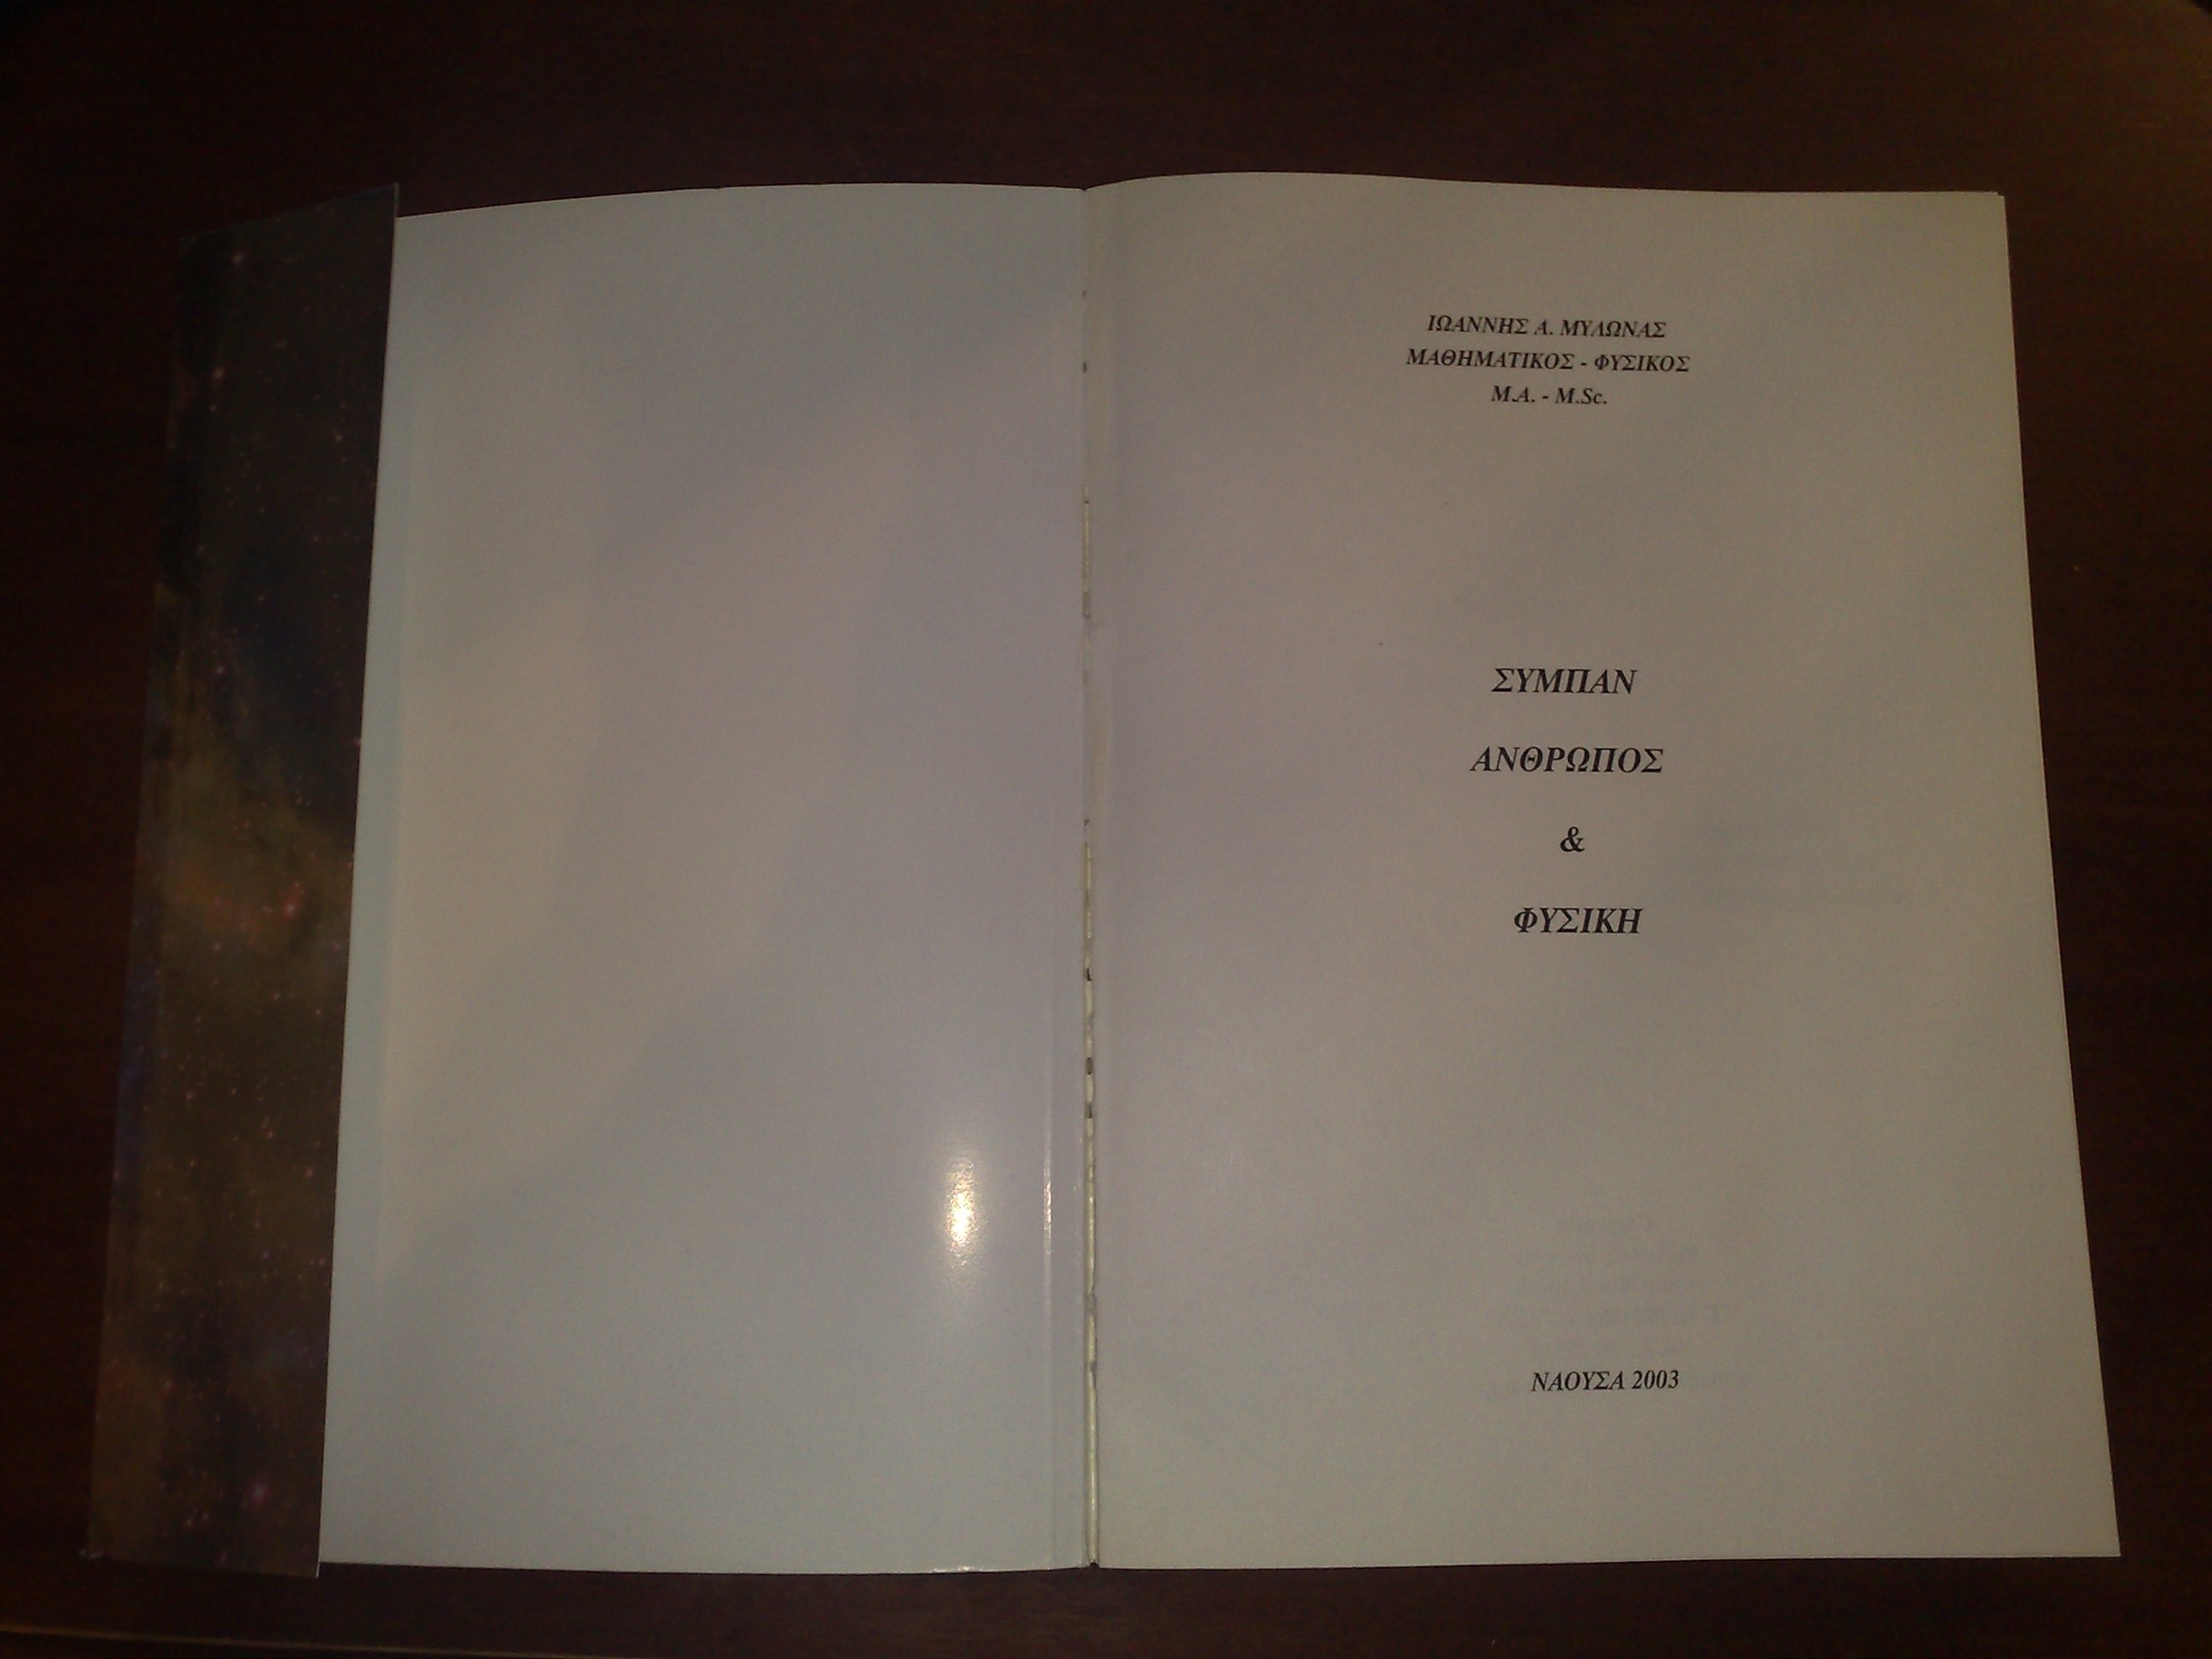 ΙΩΑΝΝΗΣ Α. ΜΥΛΩΝΑΣ
ΜΑΘΗΜΑΤΙΚΟΣ - ΦΥΣΙΚΟΣ
M.A. - M.Sc.
ΣΥΜΠΑΝ
ΑΝΘΡΩΠΟΣ
&
ΦΥΣΙΚΗ
ΝΑΟΥΣΑ 2003